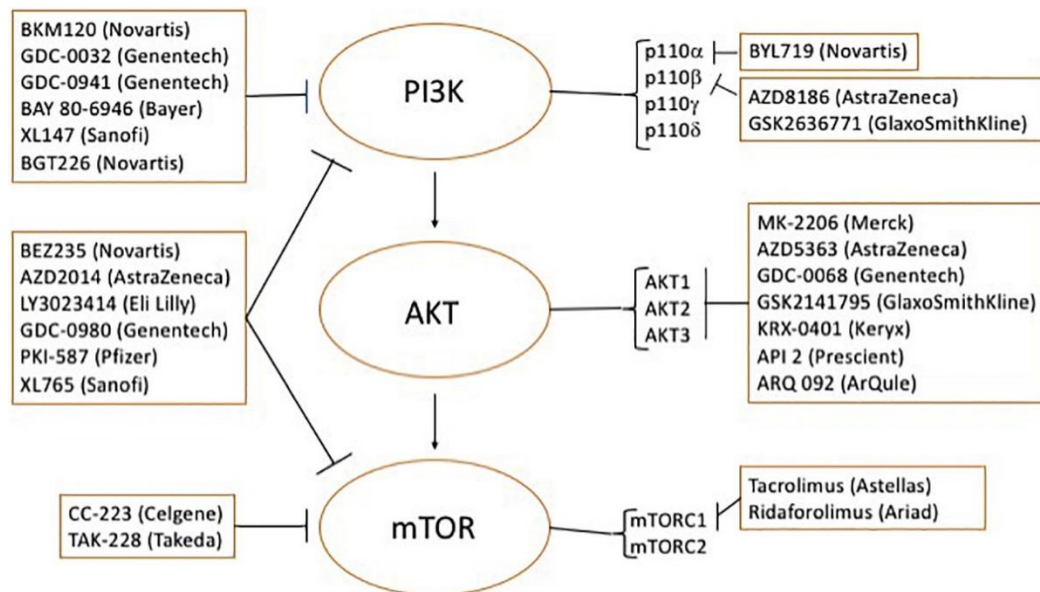 BKM120 (Novartis)
GDC-0032 (Genentech)
GDC-0941 (Genentech)
BAY 80-6946 (Bayer)
XL147 (Sanofi)
BGT226 (Novartis)
PI3K
p110α
p110β
p110γ
p110δ
BYL719 (Novartis)
AZD8186 (AstraZeneca)
GSK2636771 (GlaxoSmithKline)
BEZ235 (Novartis)
AZD2014 (AstraZeneca)
LY3023414 (Eli Lilly)
GDC-0980 (Genentech)
PKI-587 (Pfizer)
XL765 (Sanofi)
AKT
AKT1
AKT2
AKT3
MK-2206 (Merck)
AZD5363 (AstraZeneca)
GDC-0068 (Genentech)
GSK2141795 (GlaxoSmithKline)
KRX-0401 (Keryx)
API 2 (Prescient)
ARQ 092 (ArQule)
CC-223 (Celgene)
TAK-228 (Takeda)
mTOR
mTORC1
mTORC2
Tacrolimus (Astellas)
Ridaforolimus (Ariad)